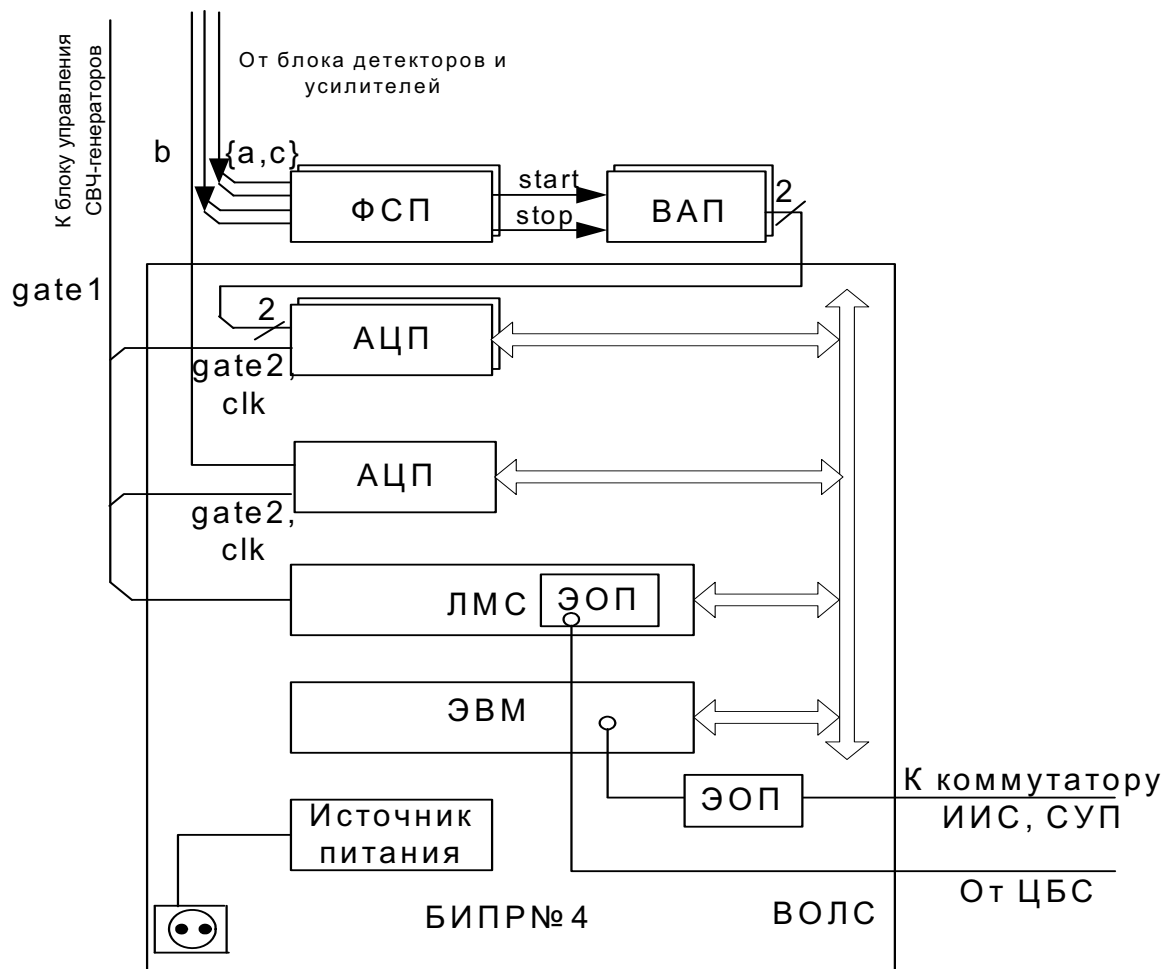 К блоку управления
СВЧ-генераторов
От блока детекторов и
усилителей
b
{a,c}
ФСП
start
stop
ВАП
2
gate1
2
АЦП
gate2,
clk
АЦП
gate2,
clk
ЛМС
ЭОП
ЭВМ
ЭОП
К коммутатору
ИИС, СУП
Источник
питания
От ЦБС
БИПР№4
ВОЛС